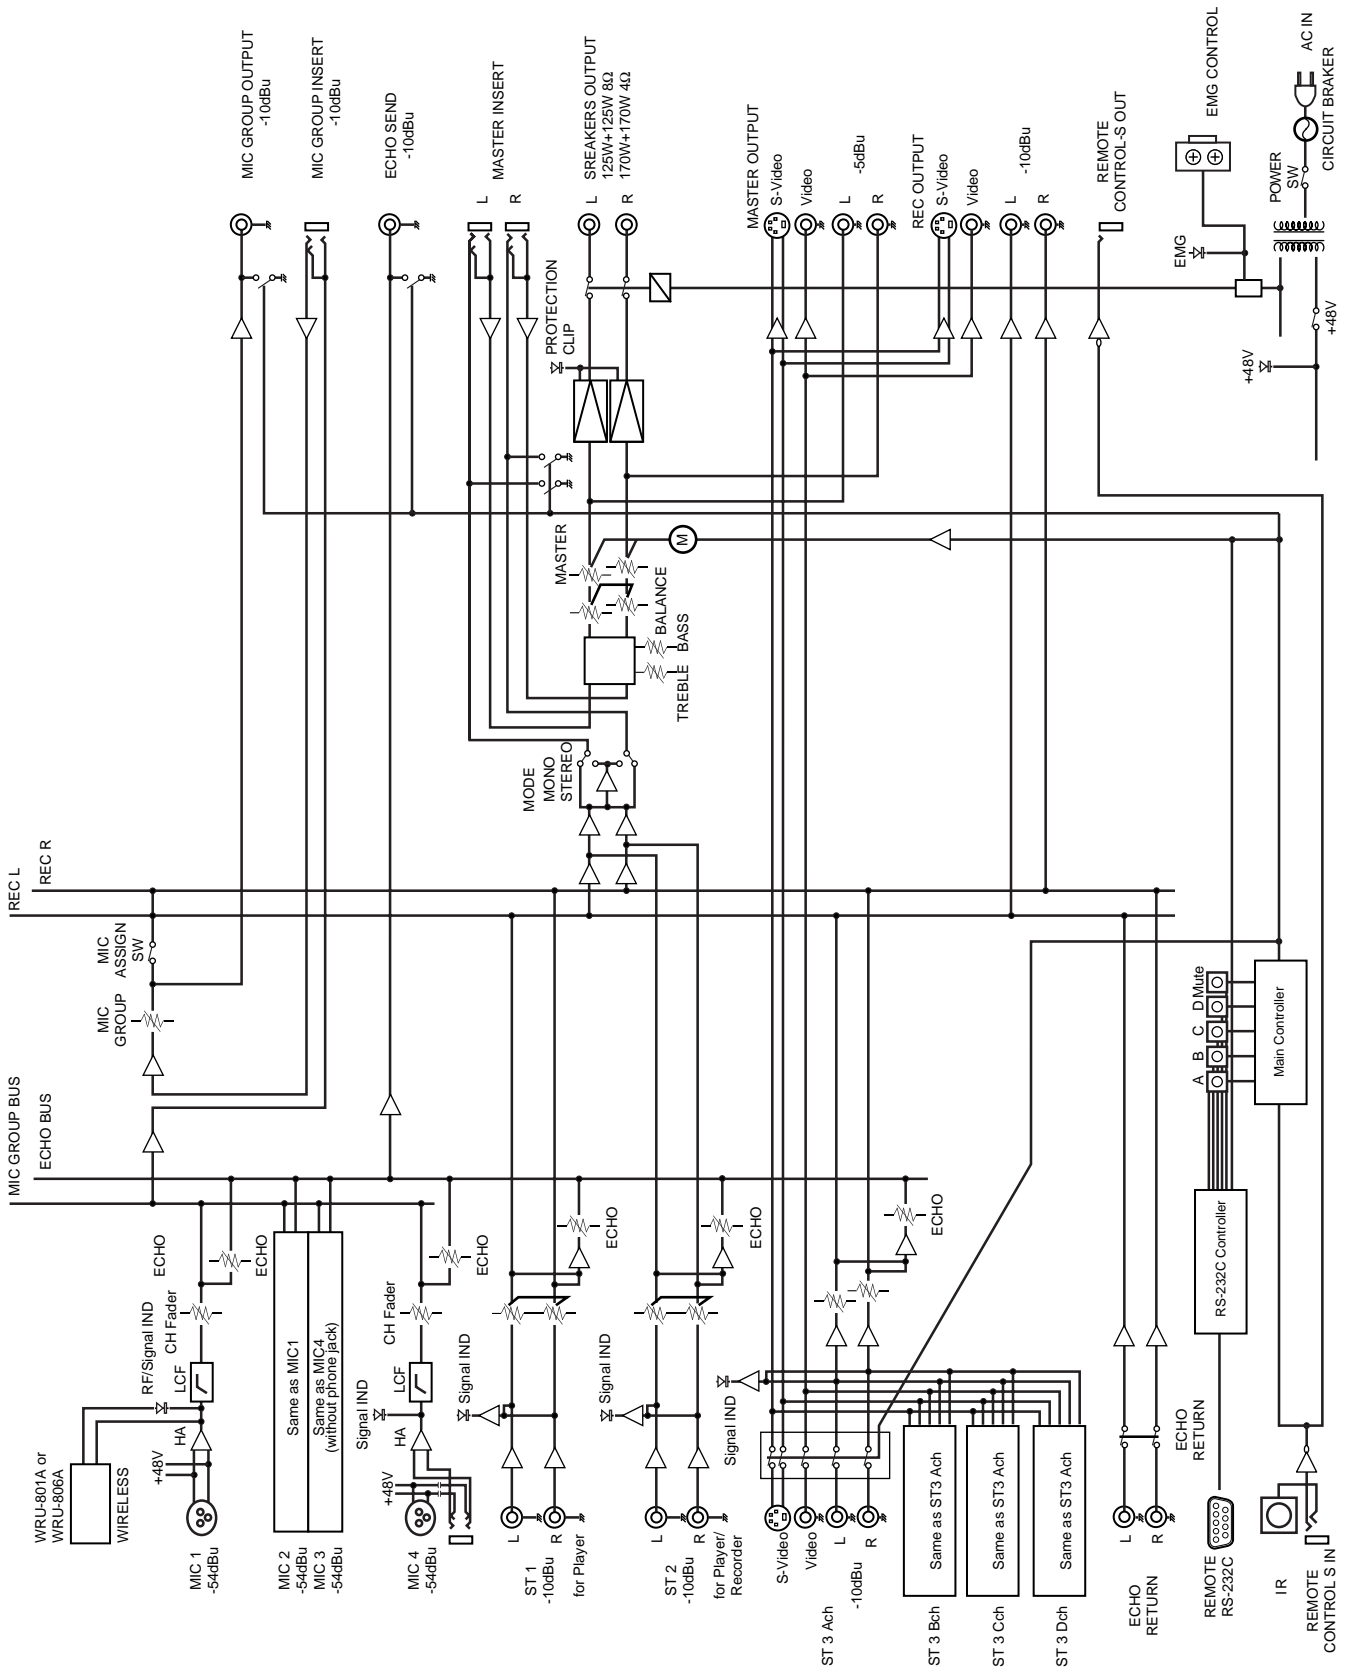 WRU-801A or
WRU-806A
WIRELESS
MIC 1
-54dBu
+48V
HA
RF/Signal IND
LCF
CH Fader
ECHO
ECHO
MIC 2
-54dBu
MIC 3
-54dBu
Same as MIC1
Same as MIC4
(without phone jack)
MIC 4
-54dBu
+48V
HA
Signal IND
LCF
CH Fader
ECHO
MIC GROUP BUS
ECHO BUS
MIC
GROUP
MIC
ASSIGN
SW
REC L
REC R
ST 1
-10dBu
for Player
L
R
Signal IND
ECHO
ST 2
-10dBu
for Player/
Recorder
L
R
Signal IND
ECHO
ST 3 Ach
S-Video
Video
-10dBu
L
R
Signal IND
ECHO
ST 3 Bch
Same as ST3 Ach
ST 3 Cch
Same as ST3 Ach
ST 3 Dch
Same as ST3 Ach
ECHO
RETURN
L
R
ECHO
RETURN
REMOTE
RS-232C
RS-232C Controller
A
B
C
D
Mute
Main Controller
IR
REMOTE
CONTROL S IN
MODE
MONO
STEREO
TREBLE
BASS
BALANCE
MASTER
M
PROTECTION
CLIP
MIC GROUP OUTPUT
-10dBu
MIC GROUP INSERT
-10dBu
ECHO SEND
-10dBu
MASTER INSERT
L
R
SREAKERS OUTPUT
125W+125W 8Ω
170W+170W 4Ω
L
R
MASTER OUTPUT
S-Video
Video
L
-5dBu
R
REC OUTPUT
S-Video
Video
L
-10dBu
R
REMOTE
CONTROL-S OUT
EMG CONTROL
EMG
POWER
SW
AC IN
CIRCUIT BRAKER
+48V
+48V